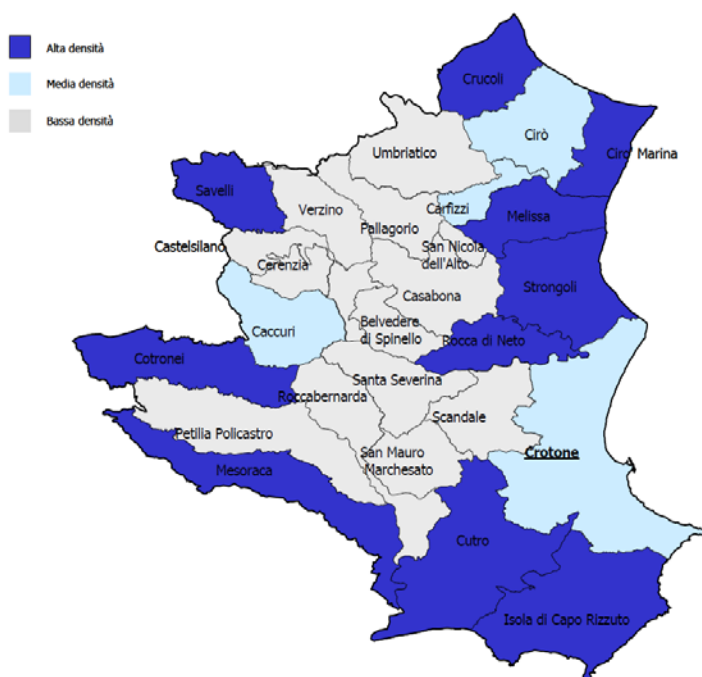 Alta densità
Media densità
Bassa densità
Crucoli
Cirò
Ciro' Marina
Umbriatico
Savelli
Verzino
Carfizzi
Melissa
Pallagorio
Castelsilano
San Nicola
dell'Alto
Cerenzia
Strongoli
Casabona
Caccuri
Belvedere
di Spinello
Rocca di Neto
Cotronei
Santa Severina
Roccabernarda
Scandale
Petilia Policastro
San Mauro
Marchesato
Crotone
Mesoraca
Cutro
Isola di Capo Rizzuto